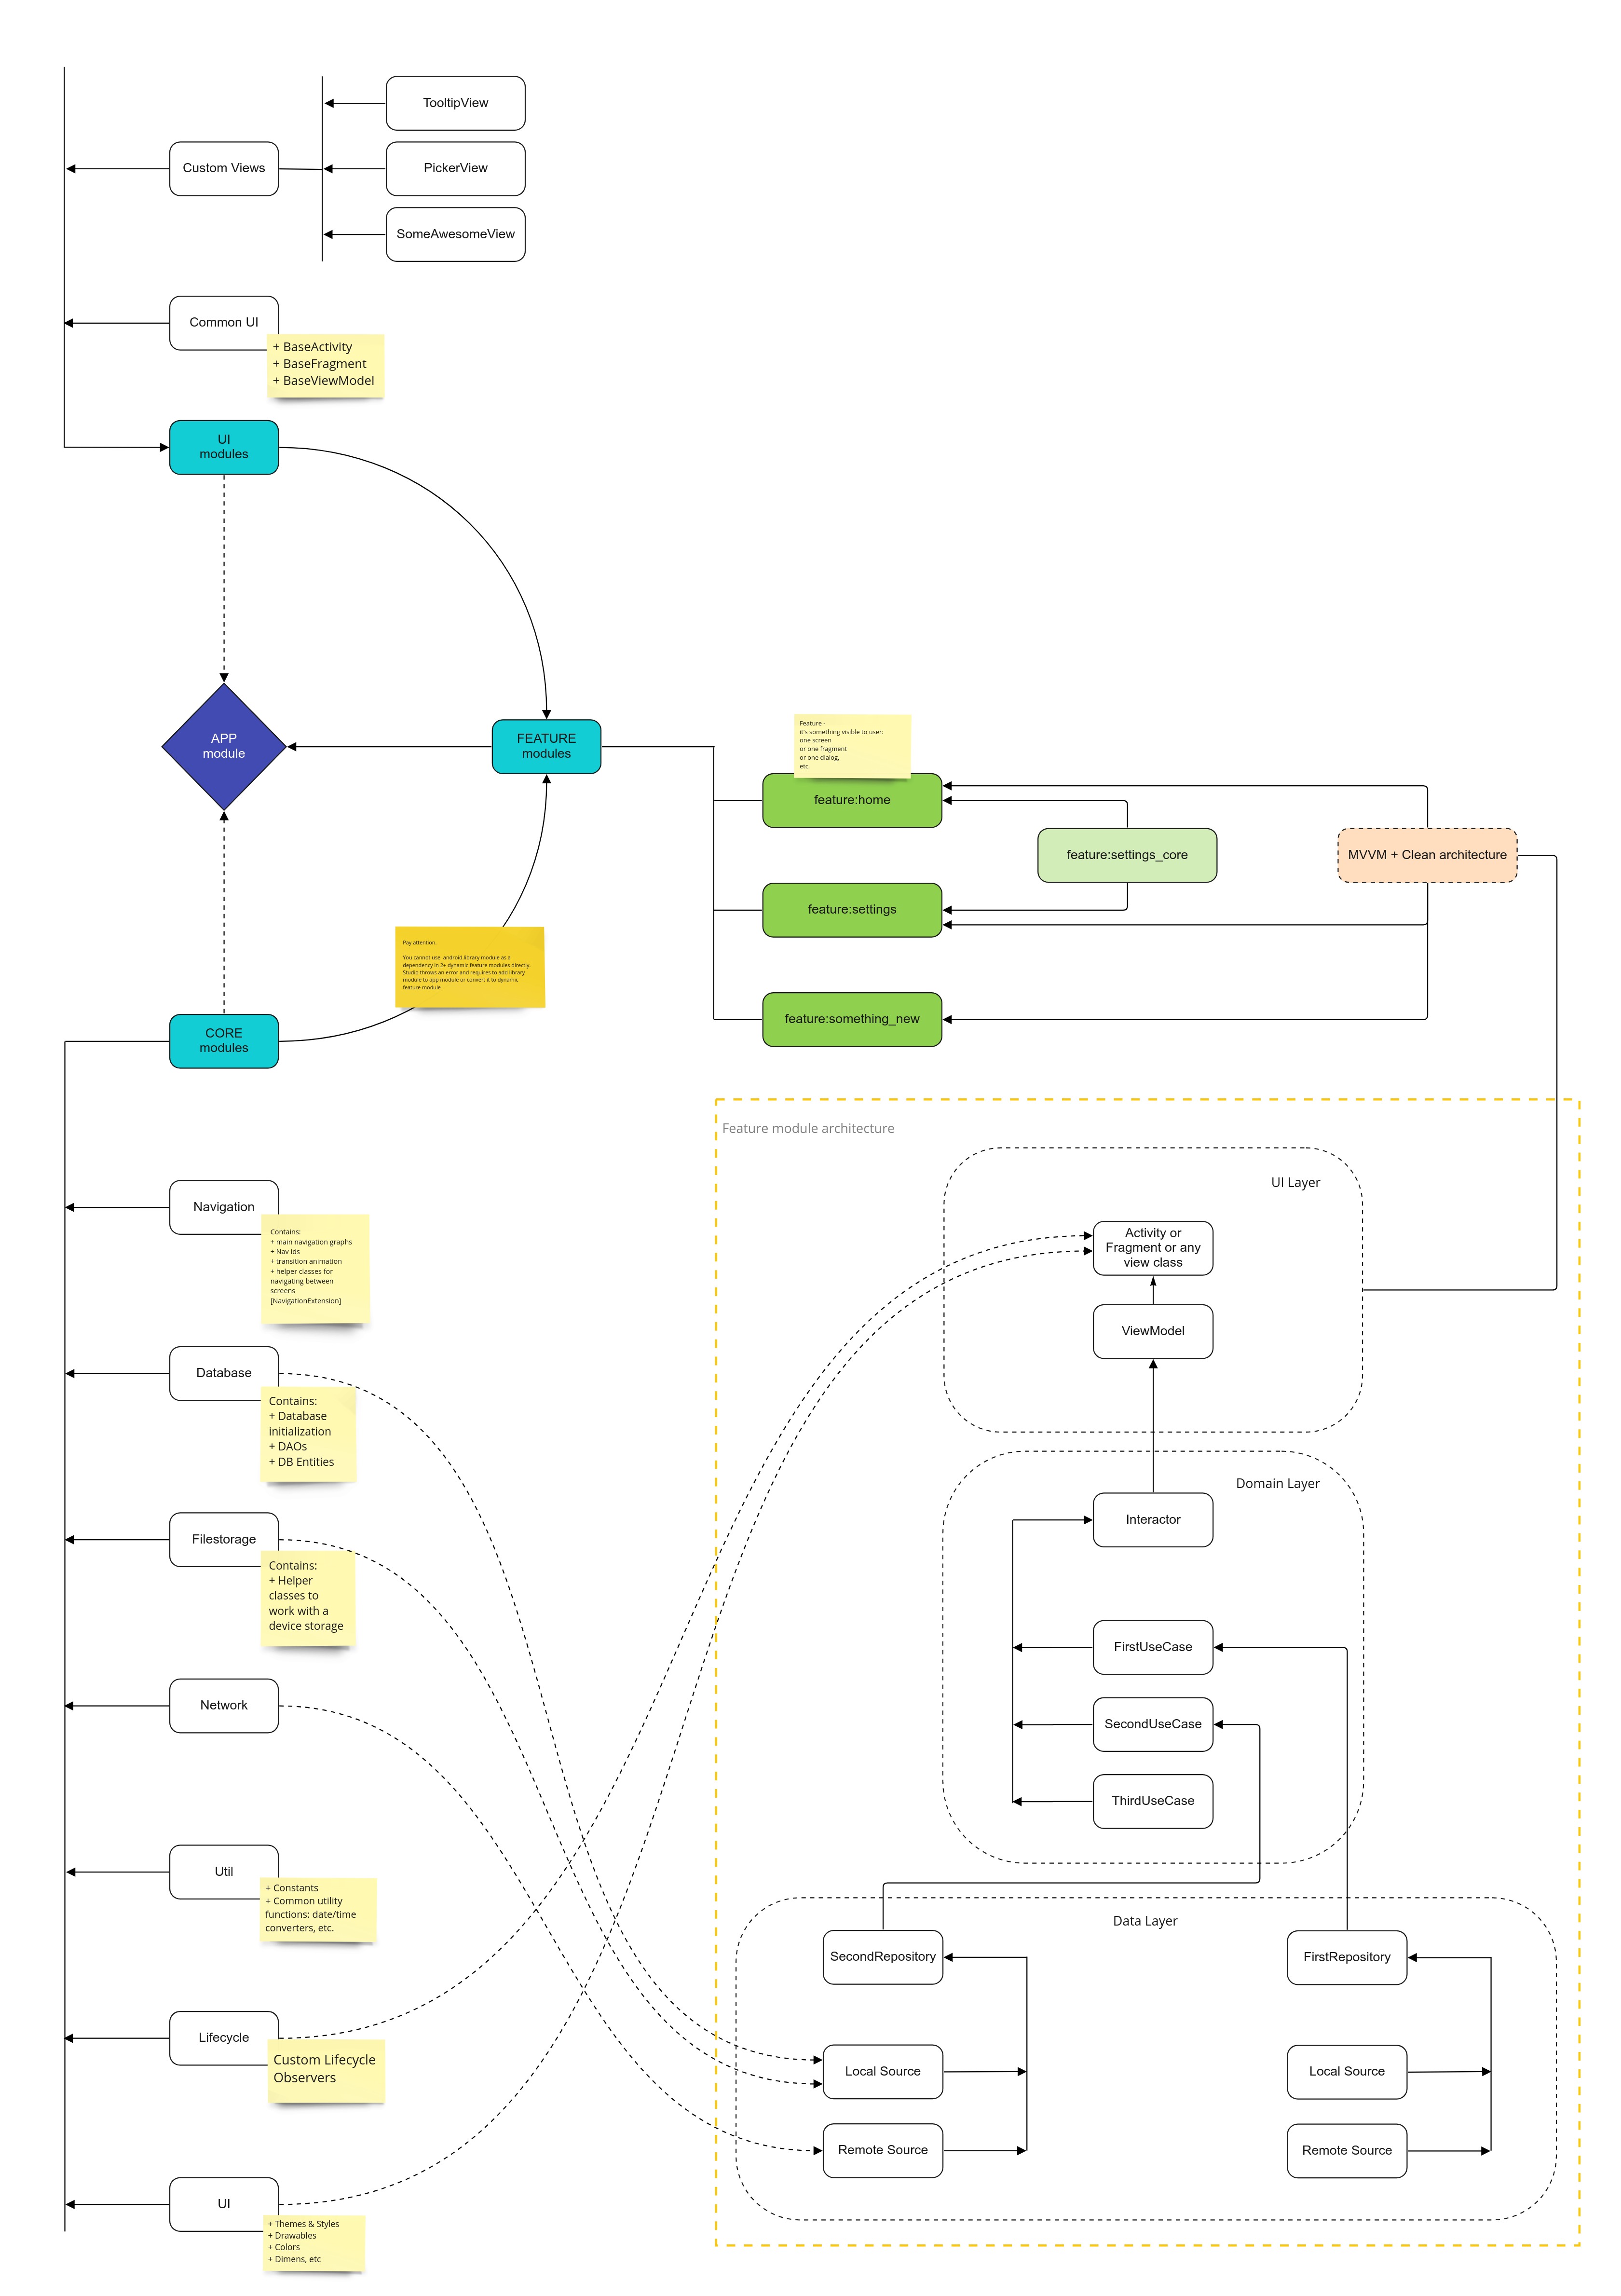 TooltipView
Custom Views
PickerView
SomeAwesomeView
Common UI
+ BaseActivity
+ BaseFragment
+ BaseViewModel
UI
modules
APP
module
FEATURE
modules
Feature -
it's something visible to user:
one screen
or one fragment
or one dialog,
etc.
feature:home
feature:settings_core
MVVM + Clean architecture
feature:settings
feature:something_new
Pay attention.
You cannot use android.library module as a
dependency in 2+ dynamic feature modules directly.
Studio throws an error and requires to add library
module to app module or convert it to dynamic
feature module
CORE
modules
Navigation
Contains:
+ main navigation graphs
+ Nav ids
+ transition animation
+ helper classes for
navigating between
screens
[NavigationExtension]
Database
Contains:
+ Database
initialization
+ DAOs
+ DB Entities
Filestorage
Contains:
+ Helper
classes to
work with a
device storage
Network
Util
+ Constants
+ Common utility
functions: date/time
converters, etc.
Lifecycle
Custom Lifecycle
Observers
UI
+ Themes & Styles
+ Drawables
+ Colors
+ Dimens, etc
Feature module architecture
UI Layer
Activity or
Fragment or any
view class
ViewModel
Domain Layer
Interactor
FirstUseCase
SecondUseCase
ThirdUseCase
Data Layer
SecondRepository
FirstRepository
Local Source
Local Source
Remote Source
Remote Source